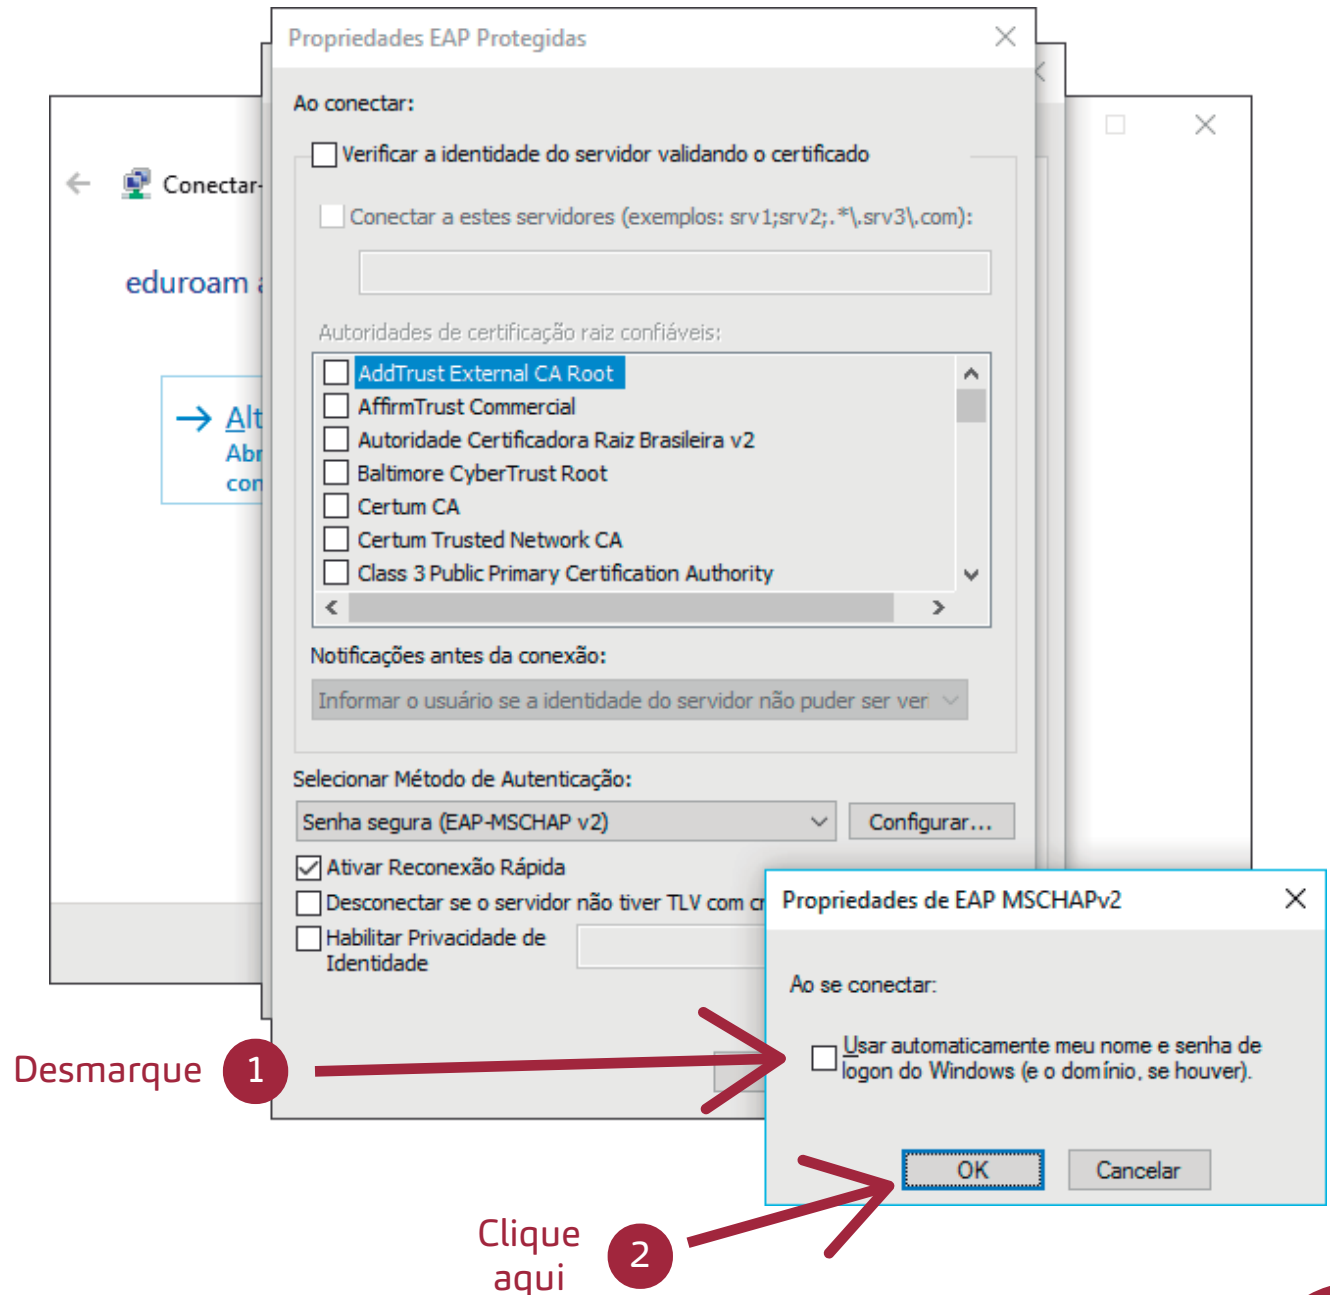 Propriedades EAP Protegidas
Ao conectar:
Verificar a identidade do servidor validando o certificado
Conectar-
Conectar a estes servidores (exemplos: srv1;srv2;.*\.srv3\.com):
eduroam
Autoridades de certificação raiz confiáveis:
AddTrust External CA Root
AffirmTrust Commercial
Alt
Autoridade Certificadora Raiz Brasileira v2
Abr
Baltimore CyberTrust Root
con
Certum CA
Certum Trusted Network CA
Class 3 Public Primary Certification Authority
Notificações antes da conexão:
Informar o usuário se a identidade do servidor não puder ser veri
Selecionar Método de Autenticação:
Senha segura (EAP-MSCHAP v2)
Configurar...
Ativar Reconexão Rápida
Desconectar se o servidor não tiver TLV com cr
Habilitar Privacidade de
Identidade
Propriedades de EAP MSCHAPv2
Ao se conectar:
Usar automaticamente meu nome e senha de
logon do Windows (e o domínio, se houver).
OK
Cancelar
Desmarque 1
Clique
aqui
2